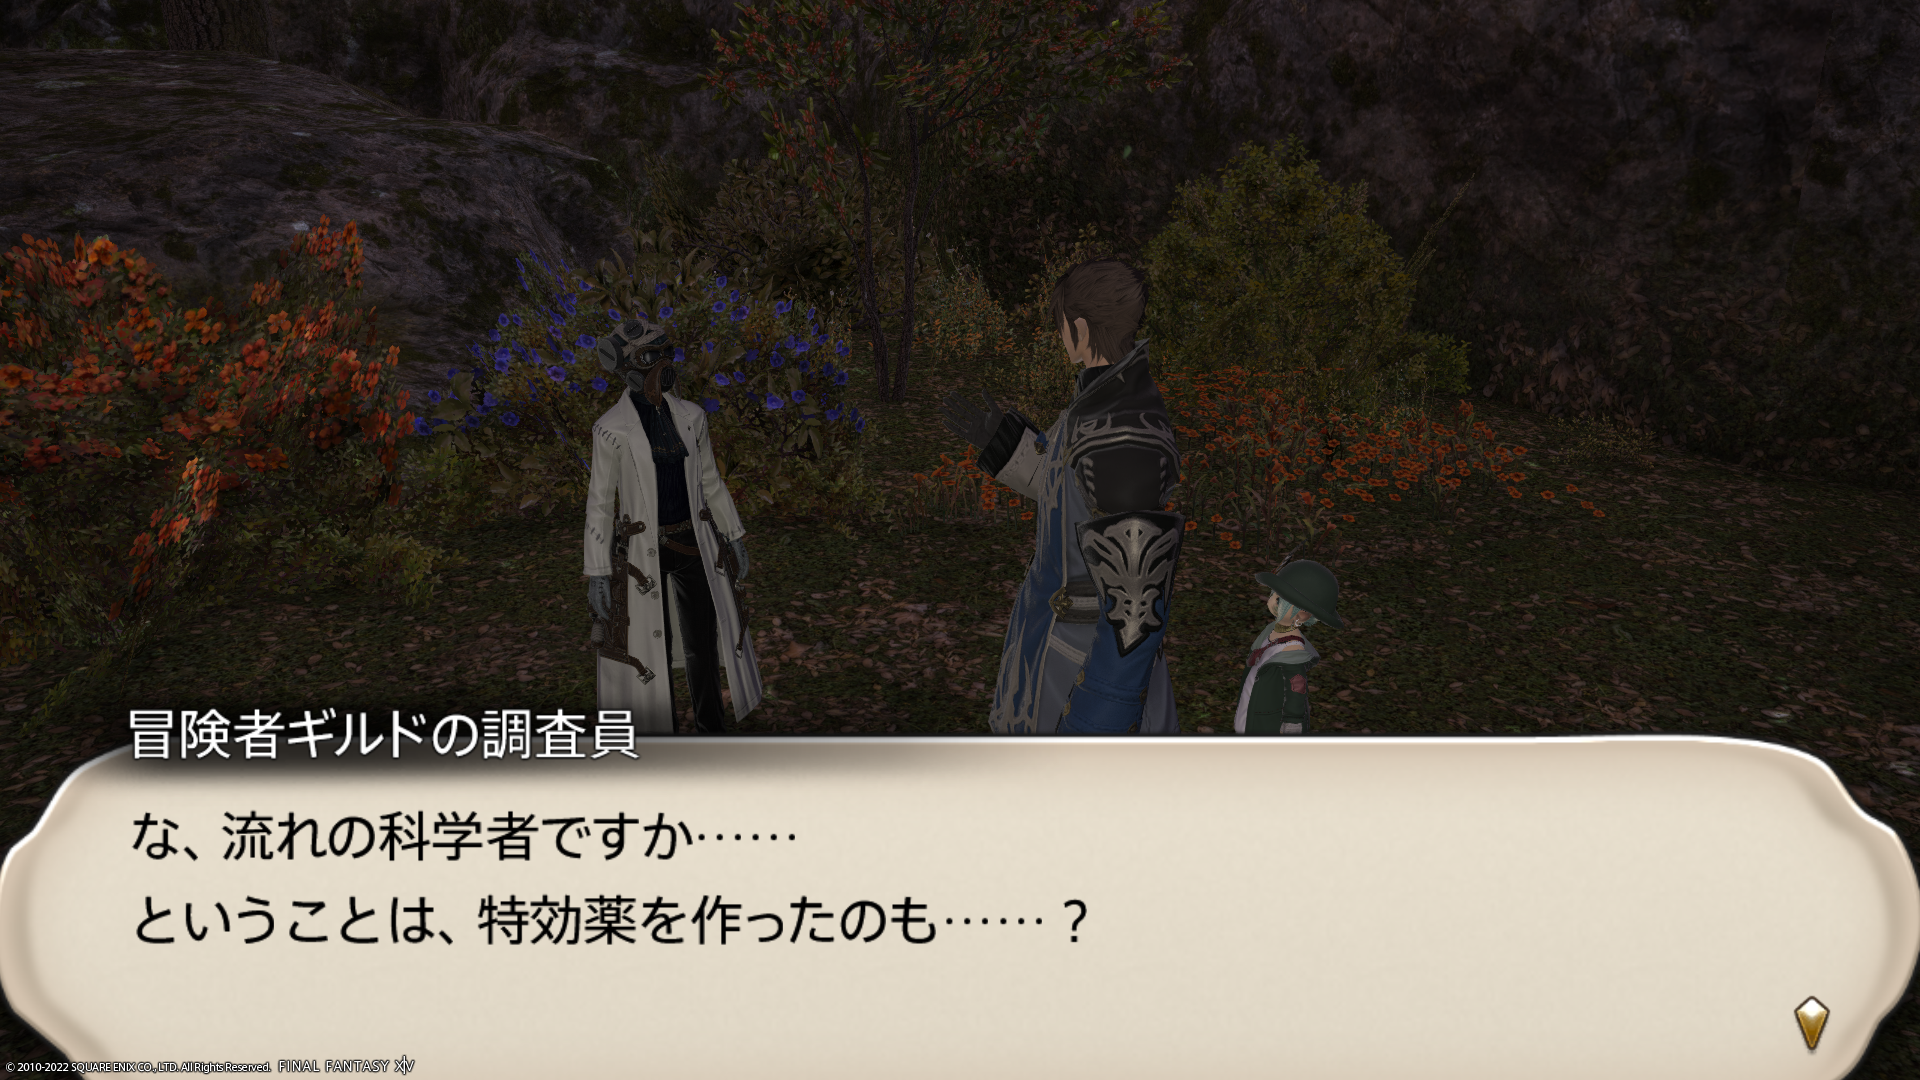 冒険者ギルドの調査員
な、流れの科学者ですか……
ということは、特効薬を作ったのも……？
© 2010-2022 SQUARE ENIX CO., LTD. All Rights Reserved. FINAL FANTASY XIV